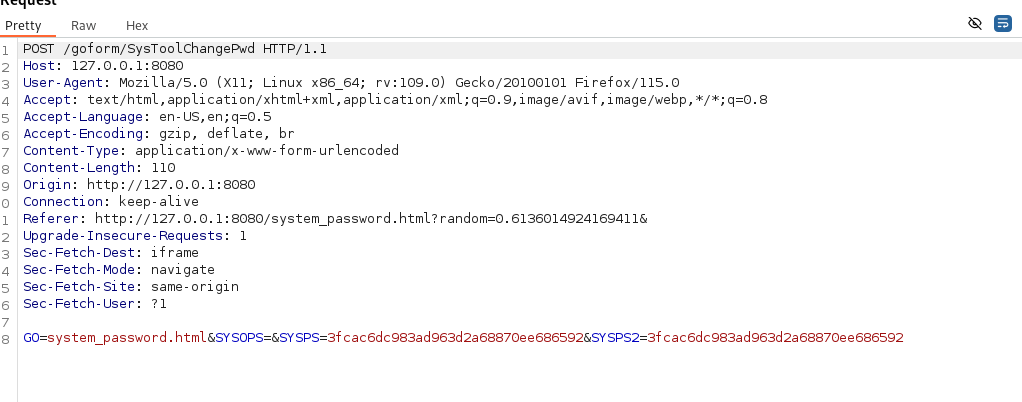 Request
Pretty Raw Hex
1 POST /goform/SysToolChangePwd HTTP/1.1
2 Host: 127.0.0.1:8080
3 User-Agent: Mozilla/5.0 (X11; Linux x86_64; rv:109.0) Gecko/20100101 Firefox/115.0
4 Accept: text/html,application/xhtml+xml,application/xml;q=0.9,image/avif,image/webp,*/*;q=0.8
5 Accept-Language: en-US,en;q=0.5
6 Accept-Encoding: gzip, deflate, br
7 Content-Type: application/x-www-form-urlencoded
8 Content-Length: 110
9 Origin: http://127.0.0.1:8080
0 Connection: keep-alive
1 Referer: http://127.0.0.1:8080/system_password.html?random=0.6136014924169411&
2 Upgrade-Insecure-Requests: 1
3 Sec-Fetch-Dest: iframe
4 Sec-Fetch-Mode: navigate
5 Sec-Fetch-Site: same-origin
6 Sec-Fetch-User: ?1
7
8 GO=system_password.html&SYSOPS=&SYSPS=3fcac6dc983ad963d2a68870ee686592&SYSPS2=3fcac6dc983ad963d2a68870ee686592